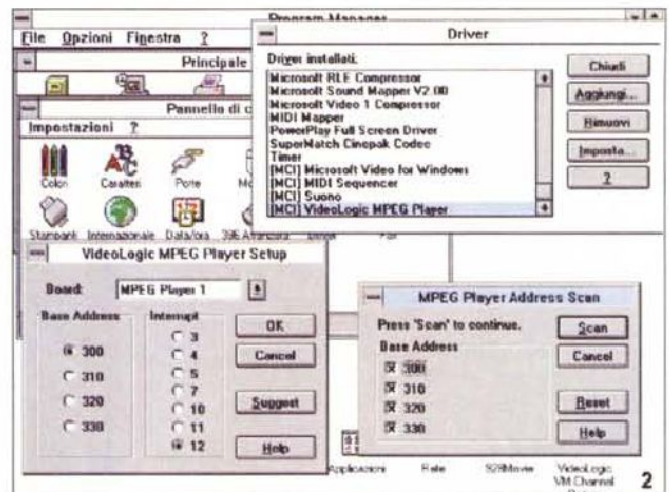 Program Manager
File Opzioni Finestra ?
Principale
Pannello di c
Impostazioni ?
Colori Caratteri Porte
Stampanti Internazionale Data/ora 386 Avanzata
Driver
Driver installati:
Microsoft RLE Compressor
Microsoft Sound Mapper V2.00
Microsoft Video 1 Compressor
MIDI Mapper
PowerPlay Full Screen Driver
SuperMatch Cinepak Codec
Timer
[MCI] Microsoft Video for Windows
[MCI] MIDI Sequencer
[MCI] Suono
[MCI] VideoLogic MPEG Player
Chiudi
Aggiungi...
Rimuovi
Imposta...
?
VideoLogic MPEG Player Setup
Board: MPEG Player 1
Base Address
300
310
320
330
Interrupt
3
4
5
7
10
11
12
OK
Cancel
Suggest
Help
MPEG Player Address Scan
Press 'Scan' to continue.
Base Address
300
310
320
330
Scan
Cancel
Reset
Help
Applicazioni Rete S28Movie VideoLogic
VM Channel
2